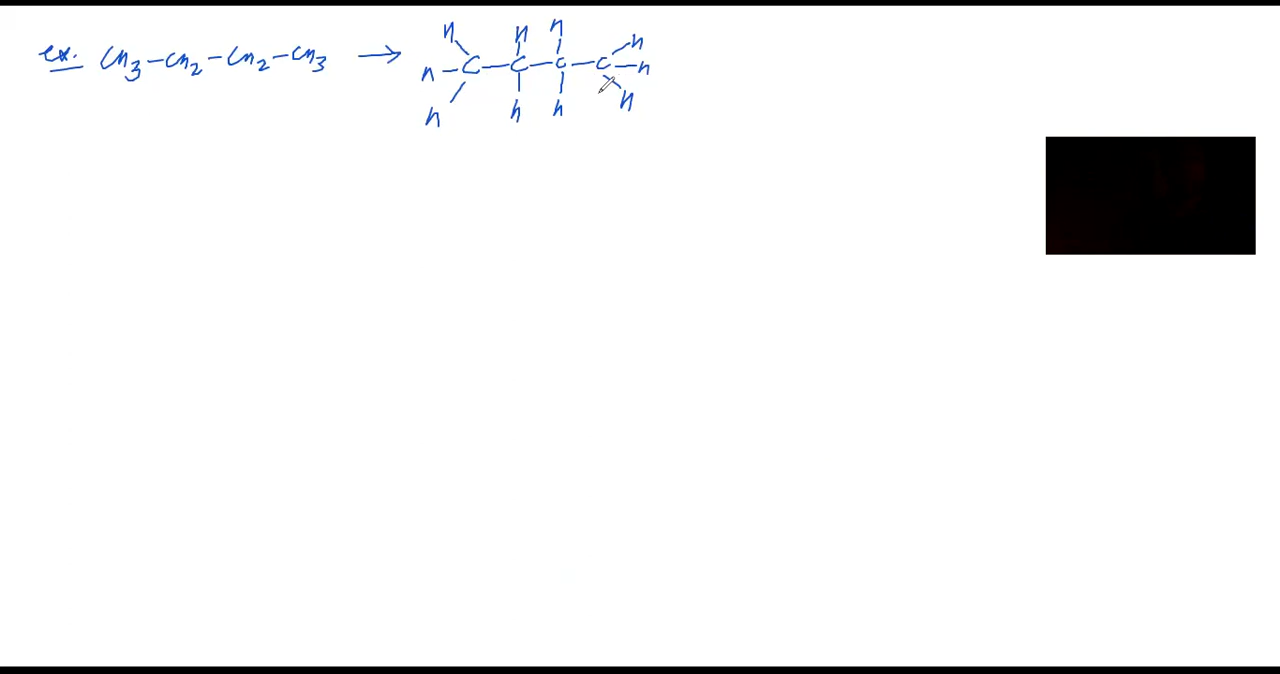 ex. CH3-CH2-CH2-CH3 →
H H H H
H-C-C-C-C-H
H H H H